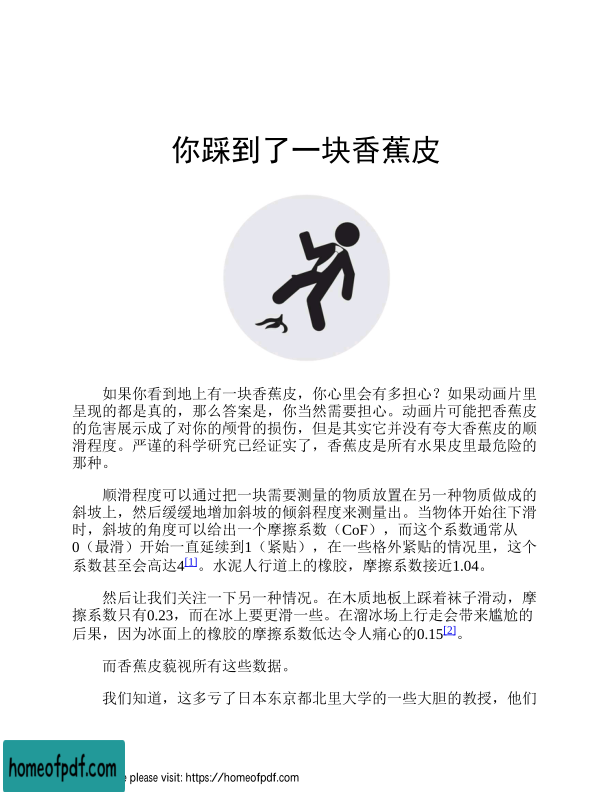 你踩到了一块香蕉皮
如果你看到地上有一块香蕉皮，你心里会有多担心？如果动画片里
呈现的都是真的，那么答案是，你当然需要担心。动画片可能把香蕉皮
的危害展示成了对你的颅骨的损伤，但是其实它并没有夸大香蕉皮的顺
滑程度。严谨的科学研究已经证实了，香蕉皮是所有水果皮里最危险的
那种。
顺滑程度可以通过把一块需要测量的物质放置在另一种物质做成的
斜坡上，然后缓缓地增加斜坡的倾斜程度来测量出。当物体开始往下滑
时，斜坡的角度可以给出一个摩擦系数（CoF），而这个系数通常从
0（最滑）开始一直延续到1（紧贴），在一些格外紧贴的情况里，这个
系数甚至会高达4[1]。水泥人行道上的橡胶，摩擦系数接近1.04。
然后让我们关注一下另一种情况。在木质地板上踩着袜子滑动，摩
擦系数只有0.23，而在冰上要更滑一些。在溜冰场上行走会带来尴尬的
后果，因为冰面上的橡胶的摩擦系数低达令人痛心的0.15[2]。
而香蕉皮藐视所有这些数据。
我们知道，这多亏了日本东京都北里大学的一些大胆的教授，他们
homeofpdf.com
please visit: https://homeofpdf.com